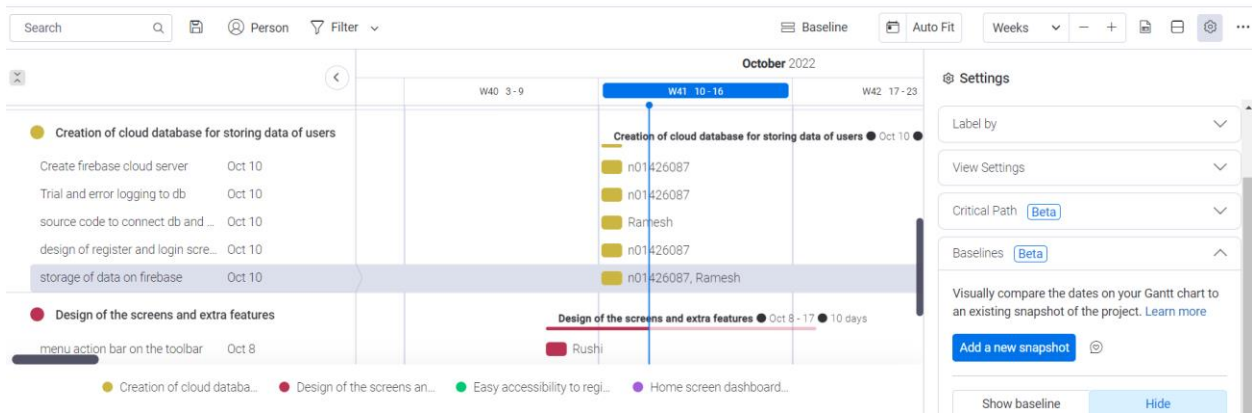 Search Person Filter Baseline Auto Fit Weeks
October 2022
W40 3 - 9 W41 10 - 16 W42 17 - 23
Creation of cloud database for storing data of users Creation of cloud database for storing data of users Oct 10
Create firebase cloud server Oct 10 n01426087
Trial and error logging to db Oct 10 n01426087
source code to connect db and ... Oct 10 Ramesh
design of register and login scre... Oct 10 n01426087
storage of data on firebase Oct 10 n01426087, Ramesh
Design of the screens and extra features Design of the screens and extra features Oct 8 - 17 10 days
menu action bar on the toolbar Oct 8 Rushi
Creation of cloud databa... Design of the screens an... Easy accessibility to regi... Home screen dashboard...
Settings
Label by
View Settings
Critical Path Beta
Baselines Beta
Visually compare the dates on your Gantt chart to
an existing snapshot of the project. Learn more
Add a new snapshot
Show baseline Hide